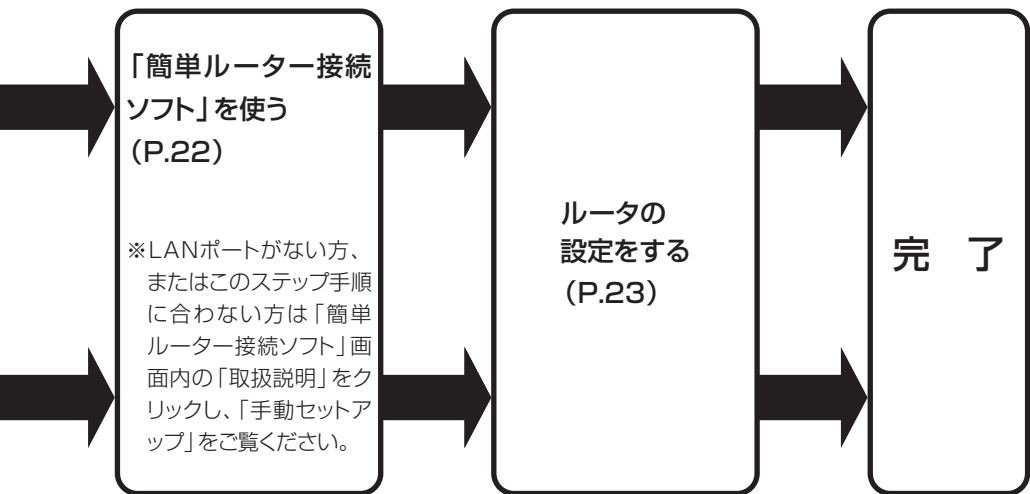 「簡単ルーター接続
ソフト」を使う
(P.22)
※LANポートがない方、
またはこのステップ手順
に合わない方は「簡単
ルーター接続ソフト」画
面内の「取扱説明」をク
リックし、「手動セットア
ップ」をご覧ください。
ルータの
設定をする
(P.23)
完 了